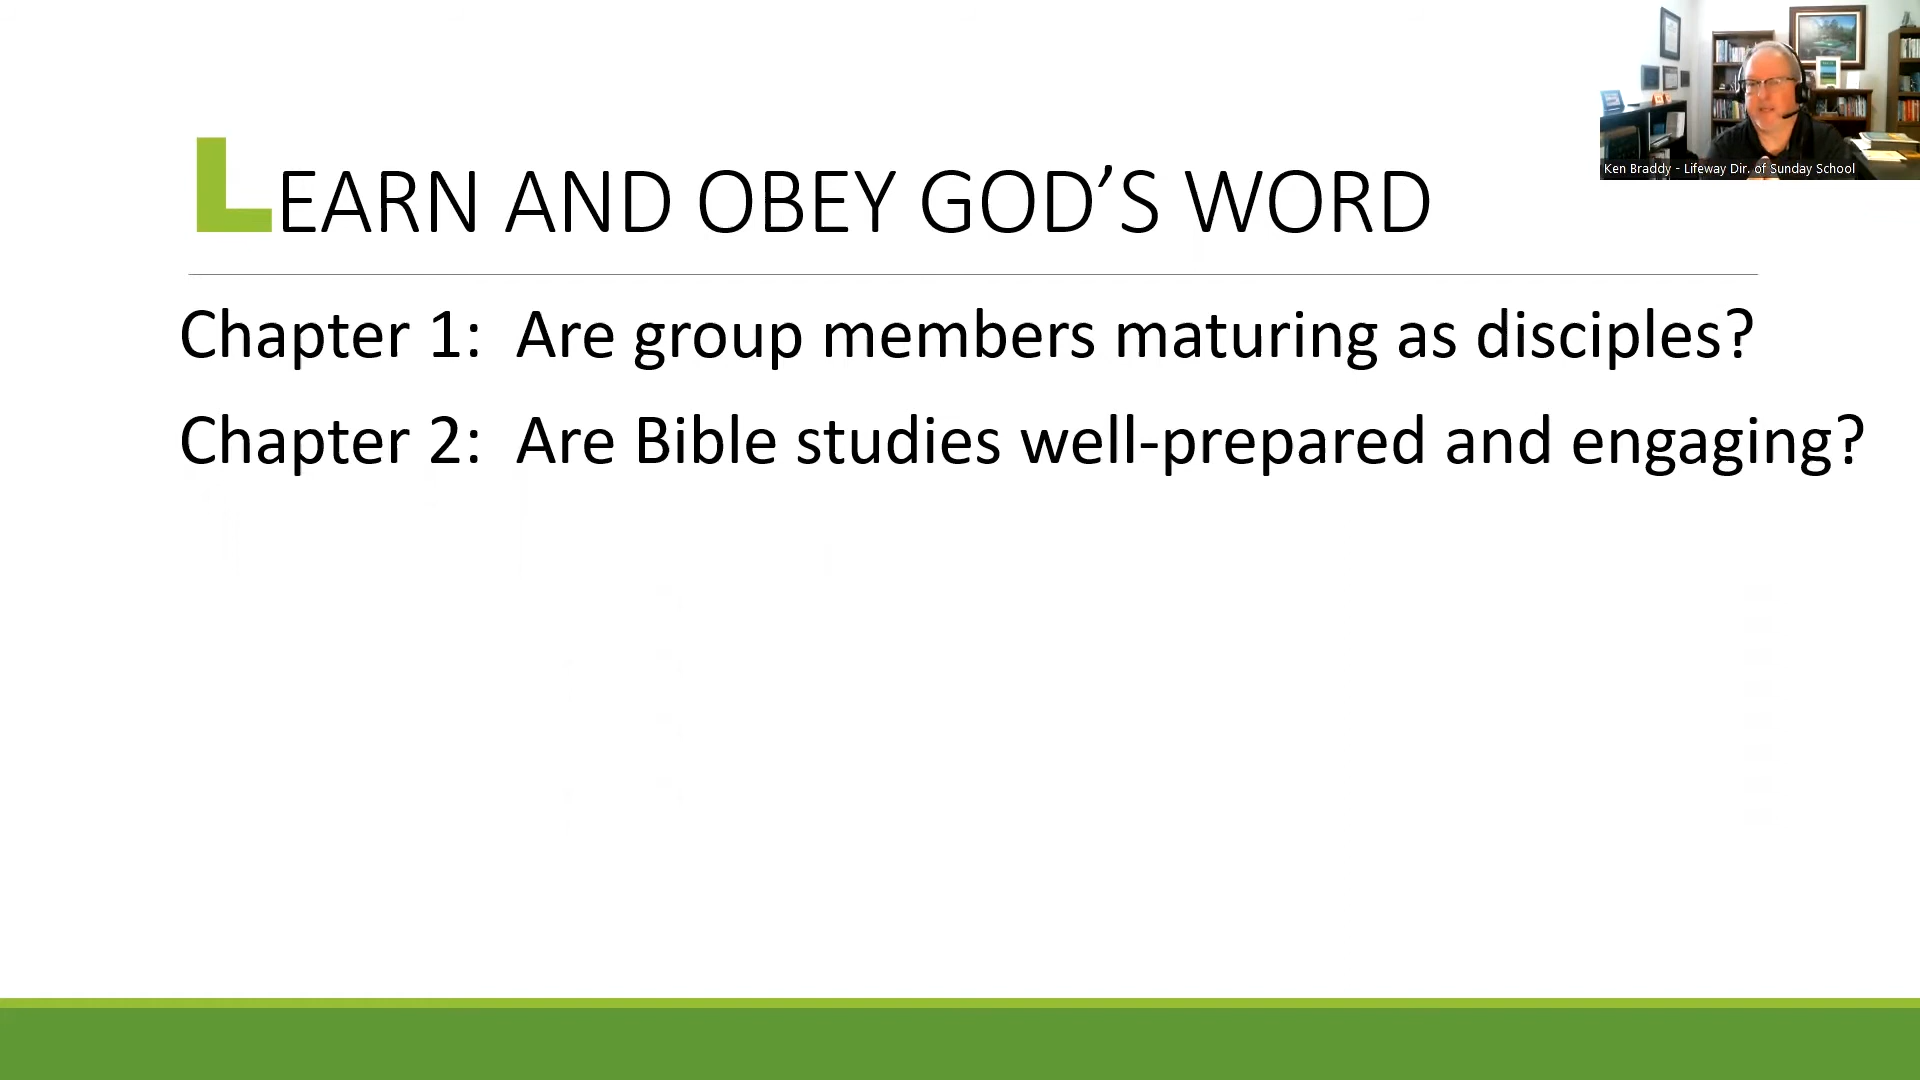 LEARN AND OBEY GOD’S WORD
Chapter 1:  Are group members maturing as disciples?
Chapter 2:  Are Bible studies well-prepared and engaging?
Ken Braddy - Lifeway Dir. of Sunday School